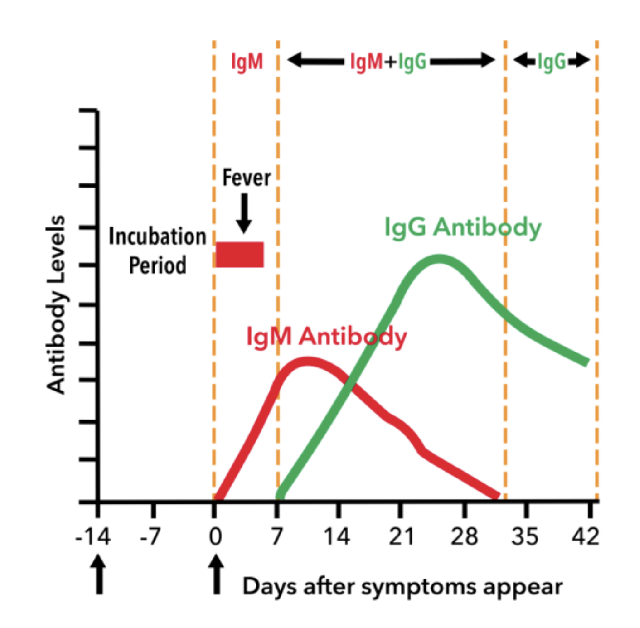 IgM
IgM+IgG
IgG
Fever
Incubation
Period
IgG Antibody
IgM Antibody
Antibody Levels
-14 -7 0 7 14 21 28 35 42
Days after symptoms appear